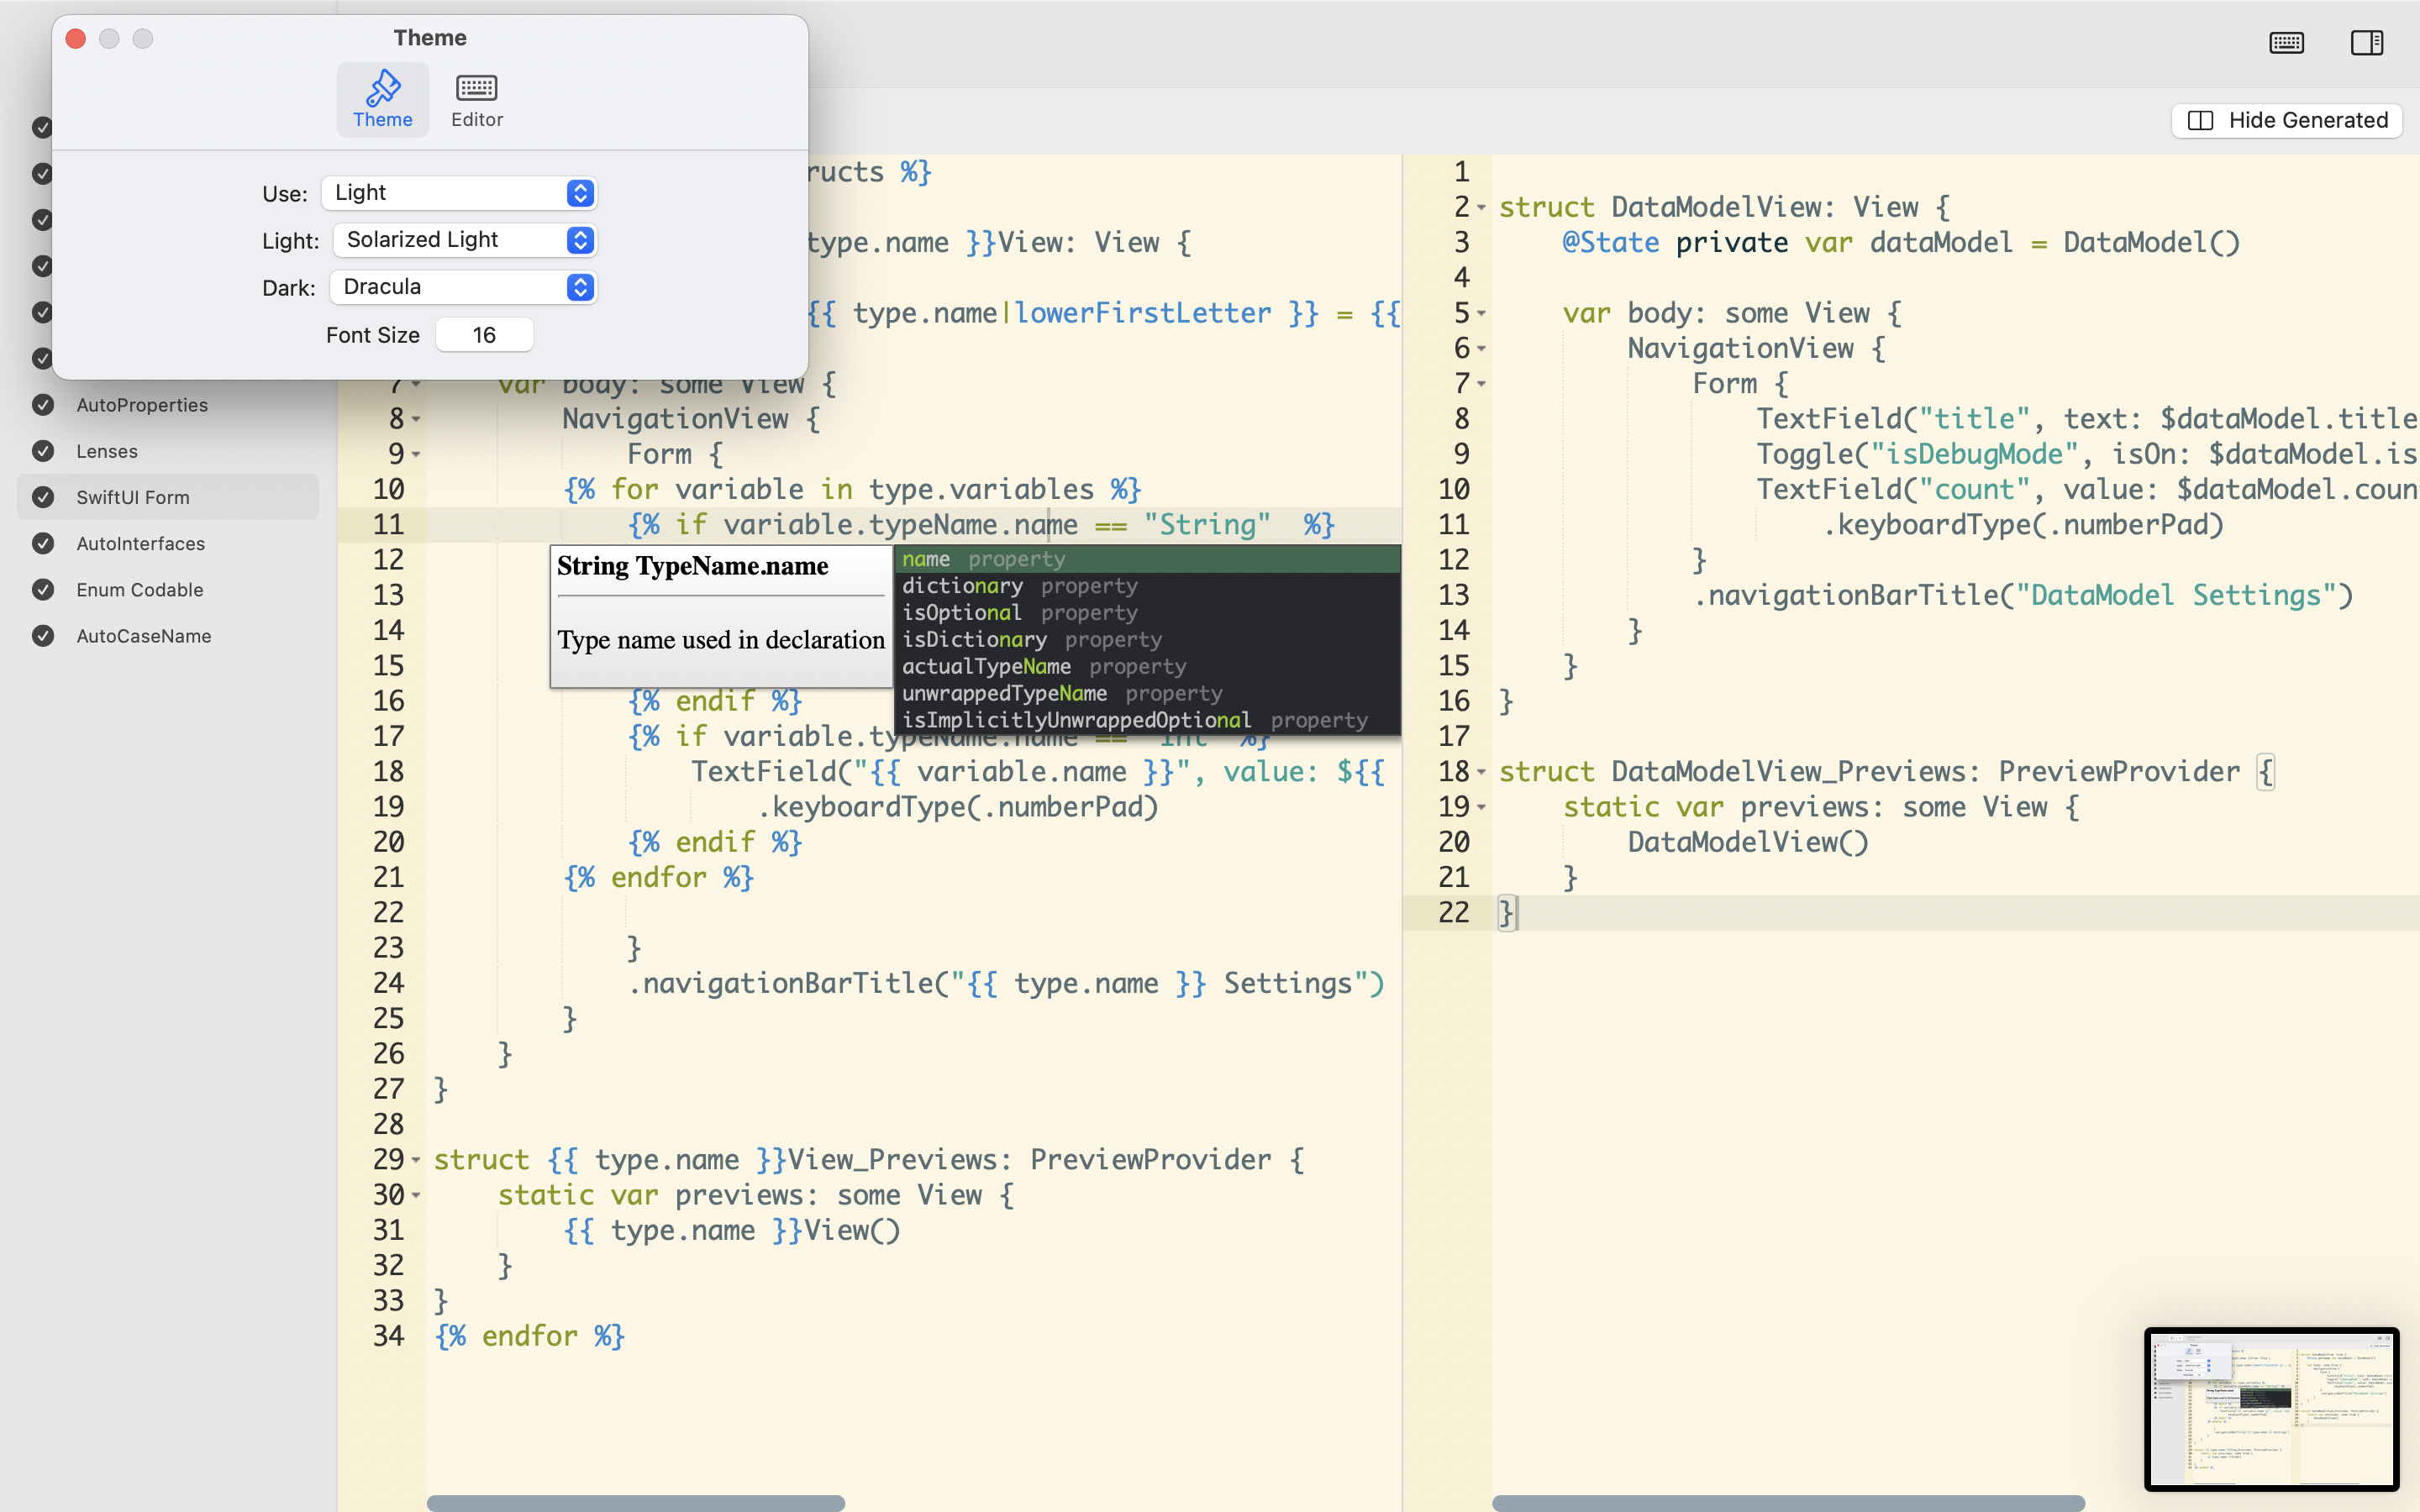 Theme
Theme
Editor
Use: Light
Light: Solarized Light
Dark: Dracula
Font Size 16
Hide Generated
AutoProperties
Lenses
SwiftUI Form
AutoInterfaces
Enum Codable
AutoCaseName
ructs %}
type.name }}View: View {
{{ type.name|lowerFirstLetter }} = {{
7 var body: some View {
8 NavigationView {
9 Form {
10 {% for variable in type.variables %}
11 {% if variable.typeName.name == "String"  %}
12
13
14
15
16 {% endif %}
17 {% if variable.typeName.name == "Int" %}
18 TextField("{{ variable.name }}", value: ${{
19 .keyboardType(.numberPad)
20 {% endif %}
21 {% endfor %}
22
23 }
24 .navigationBarTitle("{{ type.name }} Settings")
25 }
26 }
27 }
28
29 struct {{ type.name }}View_Previews: PreviewProvider {
30 static var previews: some View {
31 {{ type.name }}View()
32 }
33 }
34 {% endfor %}
String TypeName.name
Type name used in declaration
name property
dictionary property
isOptional property
isDictionary property
actualTypeName property
unwrappedTypeName property
isImplicitlyUnwrappedOptional property
1
2 struct DataModelView: View {
3 @State private var dataModel = DataModel()
4
5 var body: some View {
6 NavigationView {
7 Form {
8 TextField("title", text: $dataModel.title
9 Toggle("isDebugMode", isOn: $dataModel.is
10 TextField("count", value: $dataModel.coun
11 .keyboardType(.numberPad)
12 }
13 .navigationBarTitle("DataModel Settings")
14 }
15 }
16 }
17
18 struct DataModelView_Previews: PreviewProvider {
19 static var previews: some View {
20 DataModelView()
21 }
22 }